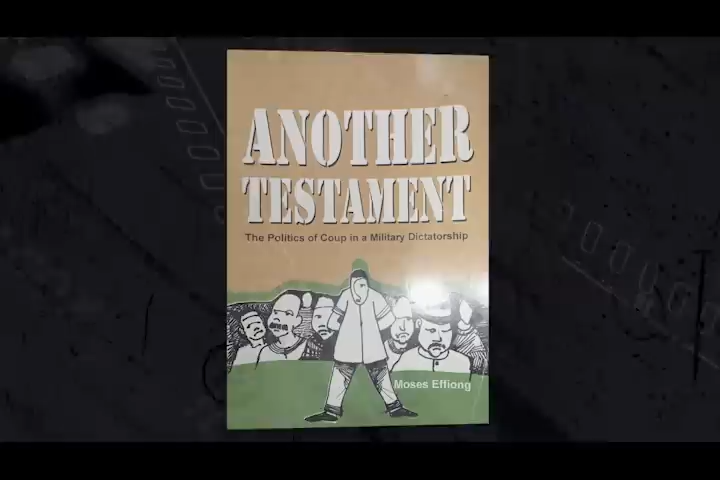 ANOTHER
TESTAMENT
The Politics of Coup in a Military Dictatorship
Moses Effiong